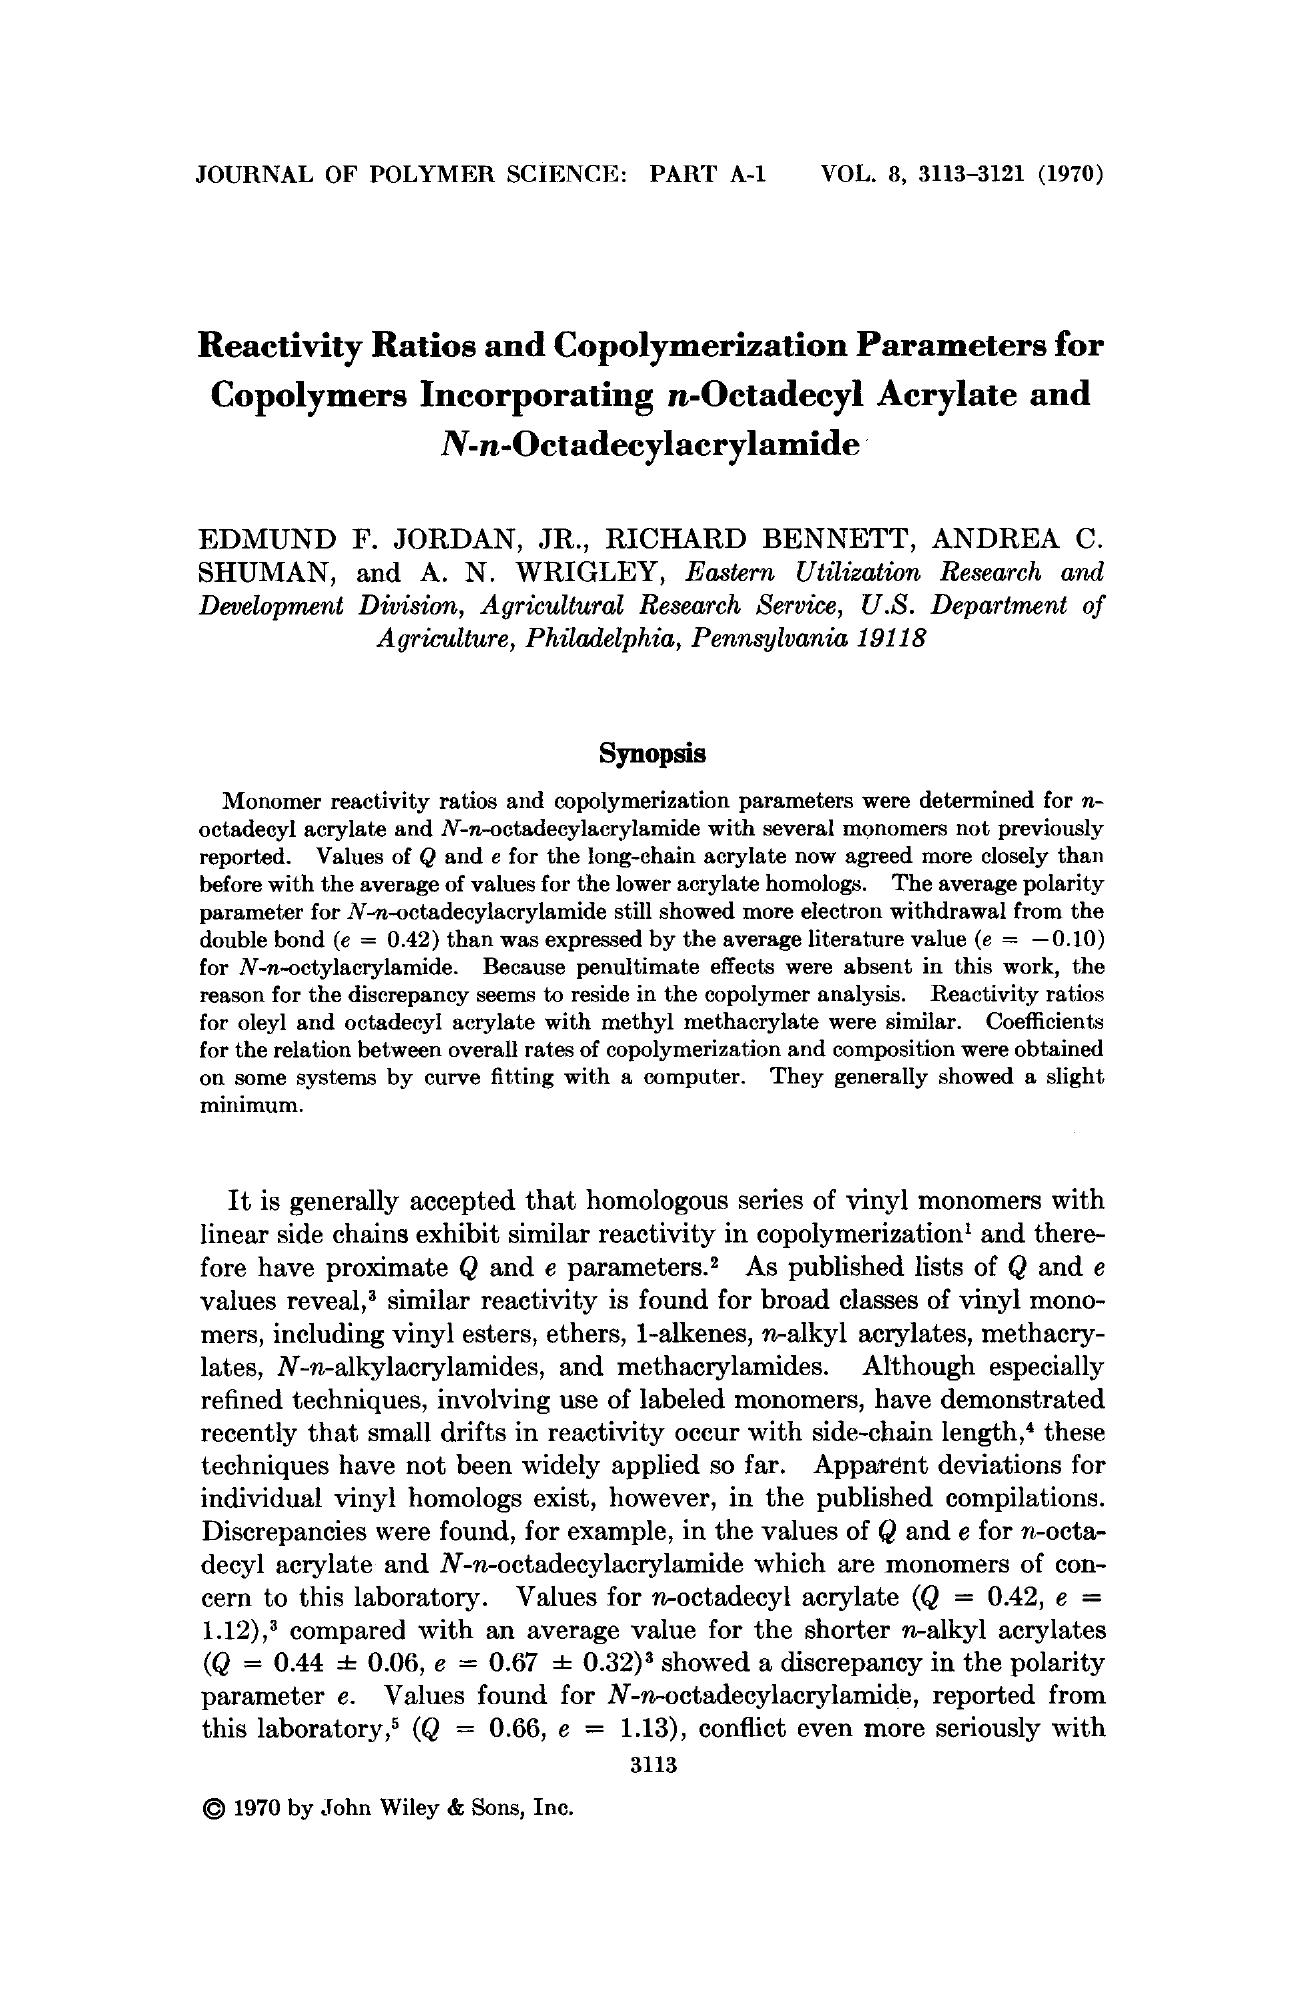 JOURNAL OF POLYMER SCIENCE: PART A-1 VOL. 8, 3113–3121 (1970)
Reactivity Ratios and Copolymerization Parameters for
Copolymers Incorporating n-Octadecyl Acrylate and
N-n-Octadecylacrylamide
EDMUND F. JORDAN, JR., RICHARD BENNETT, ANDREA C.
SHUMAN, and A. N. WRIGLEY, Eastern Utilization Research and
Development Division, Agricultural Research Service, U.S. Department of
Agriculture, Philadelphia, Pennsylvania 19118
Synopsis
Monomer reactivity ratios and copolymerization parameters were determined for n-
octadecyl acrylate and N-n-octadecylacrylamide with several monomers not previously
reported. Values of Q and e for the long-chain acrylate now agreed more closely than
before with the average of values for the lower acrylate homologs. The average polarity
parameter for N-n-octadecylacrylamide still showed more electron withdrawal from the
double bond (e = 0.42) than was expressed by the average literature value (e = −0.10)
for N-n-octylacrylamide. Because penultimate effects were absent in this work, the
reason for the discrepancy seems to reside in the copolymer analysis. Reactivity ratios
for oleyl and octadecyl acrylate with methyl methacrylate were similar. Coefficients
for the relation between overall rates of copolymerization and composition were obtained
on some systems by curve fitting with a computer. They generally showed a slight
minimum.
It is generally accepted that homologous series of vinyl monomers with
linear side chains exhibit similar reactivity in copolymerization¹ and there-
fore have proximate Q and e parameters.² As published lists of Q and e
values reveal,³ similar reactivity is found for broad classes of vinyl mono-
mers, including vinyl esters, ethers, 1-alkenes, n-alkyl acrylates, methacry-
lates, N-n-alkylacrylamides, and methacrylamides. Although especially
refined techniques, involving use of labeled monomers, have demonstrated
recently that small drifts in reactivity occur with side-chain length,⁴ these
techniques have not been widely applied so far. Apparent deviations for
individual vinyl homologs exist, however, in the published compilations.
Discrepancies were found, for example, in the values of Q and e for n-octa-
decyl acrylate and N-n-octadecylacrylamide which are monomers of con-
cern to this laboratory. Values for n-octadecyl acrylate (Q = 0.42, e =
1.12),³ compared with an average value for the shorter n-alkyl acrylates
(Q = 0.44 ± 0.06, e = 0.67 ± 0.32)³ showed a discrepancy in the polarity
parameter e. Values found for N-n-octadecylacrylamide, reported from
this laboratory,⁵ (Q = 0.66, e = 1.13), conflict even more seriously with
3113
© 1970 by John Wiley & Sons, Inc.